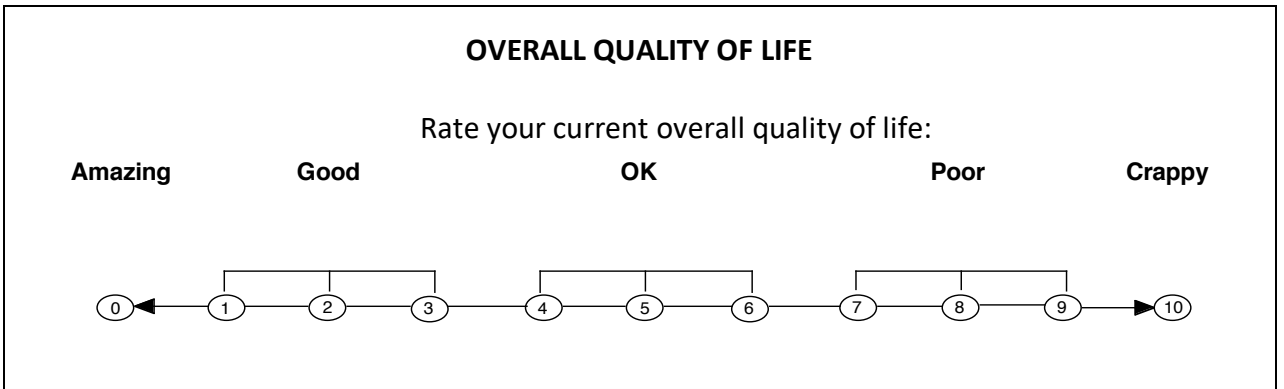 OVERALL QUALITY OF LIFE
Rate your current overall quality of life:
Amazing Good OK Poor Crappy
0 1 2 3 4 5 6 7 8 9 10